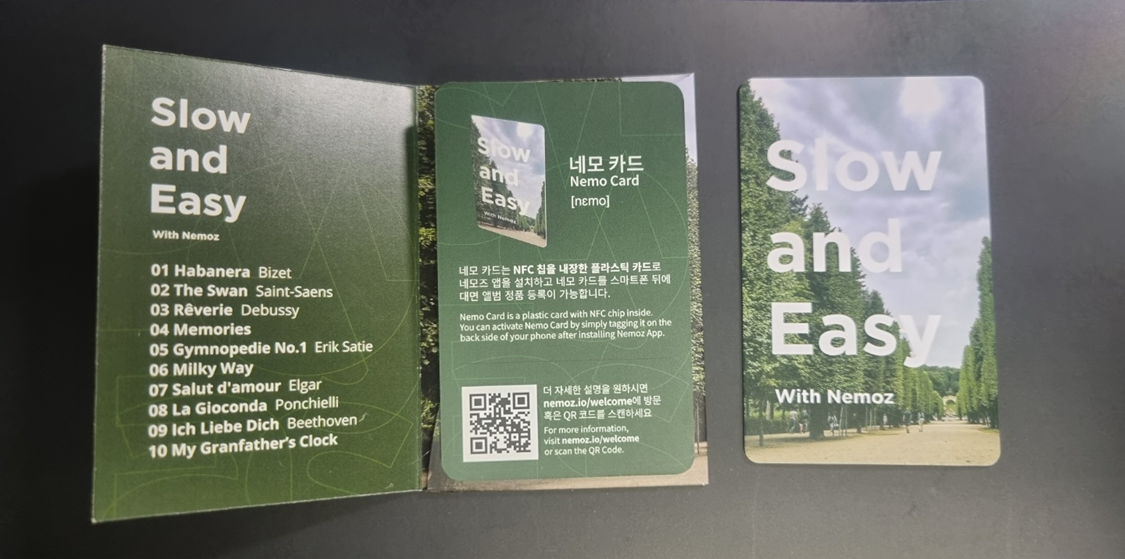 Slow
and
Easy
With Nemoz
01 Habanera Bizet
02 The Swan Saint-Saens
03 Rêverie Debussy
04 Memories
05 Gymnopedie No.1 Erik Satie
06 Milky Way
07 Salut d'amour Elgar
08 La Gioconda Ponchielli
09 Ich Liebe Dich Beethoven
10 My Granfather's Clock
Slow
and
Easy
With Nemoz
네모 카드
Nemo Card
[nɛmo]
네모 카드는 NFC 칩을 내장한 플라스틱 카드로
네모즈 앱을 설치하고 네모 카드를 스마트폰 뒤에
대면 앨범 정품 등록이 가능합니다.
Nemo Card is a plastic card with NFC chip inside.
You can activate Nemo Card by simply tagging it on the
back side of your phone after installing Nemoz App.
더 자세한 설명을 원하시면
nemoz.io/welcome에 방문
혹은 QR 코드를 스캔하세요
For more information,
visit nemoz.io/welcome
or scan the QR Code.
Slow
and
Easy
With Nemoz